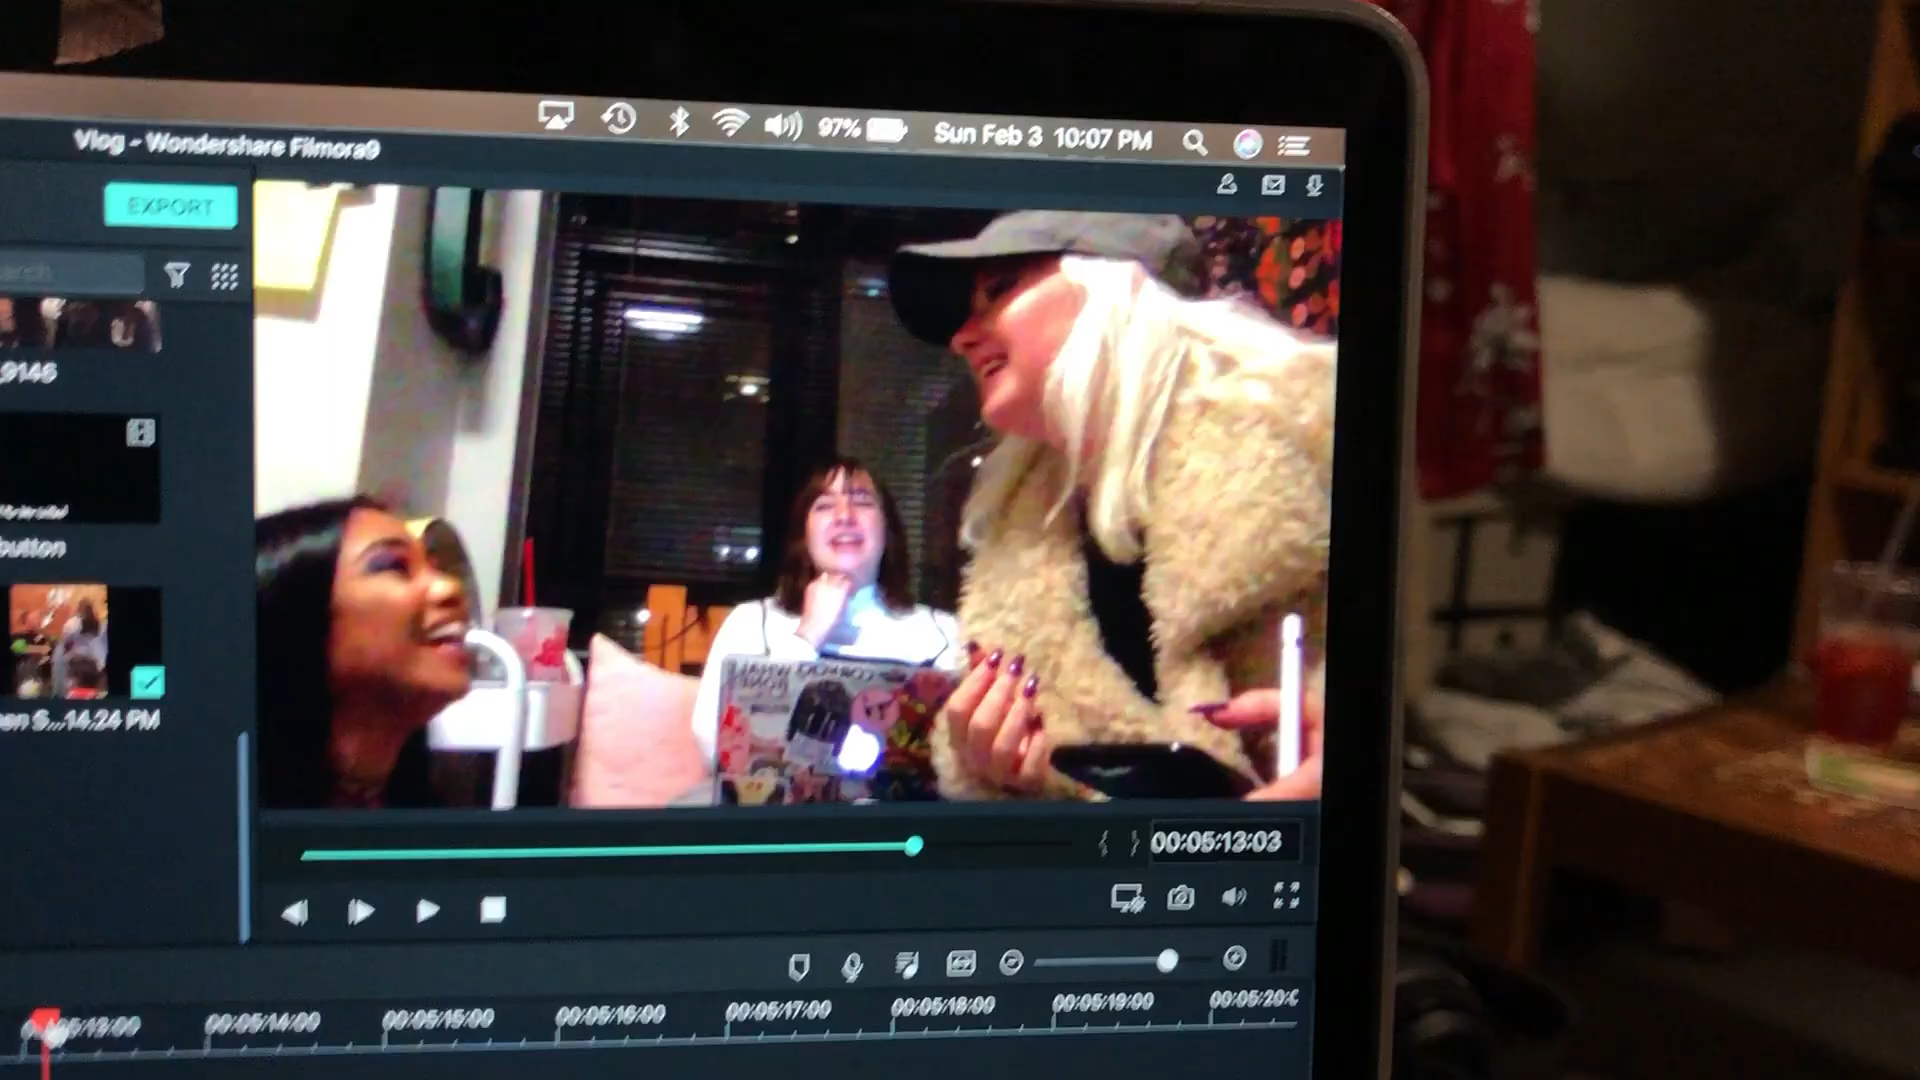 97% Sun Feb 3 10:07 PM
Vlog - Wondershare Filmora9
EXPORT
9146
button
en S...14:24 PM
00:05:13:03
00:05:14:00 00:05:15:00 00:05:16:00 00:05:17:00 00:05:18:00 00:05:19:00